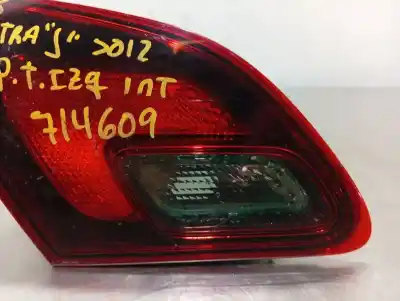 TRA "J" >2012
P.T. IZQ INT
714609